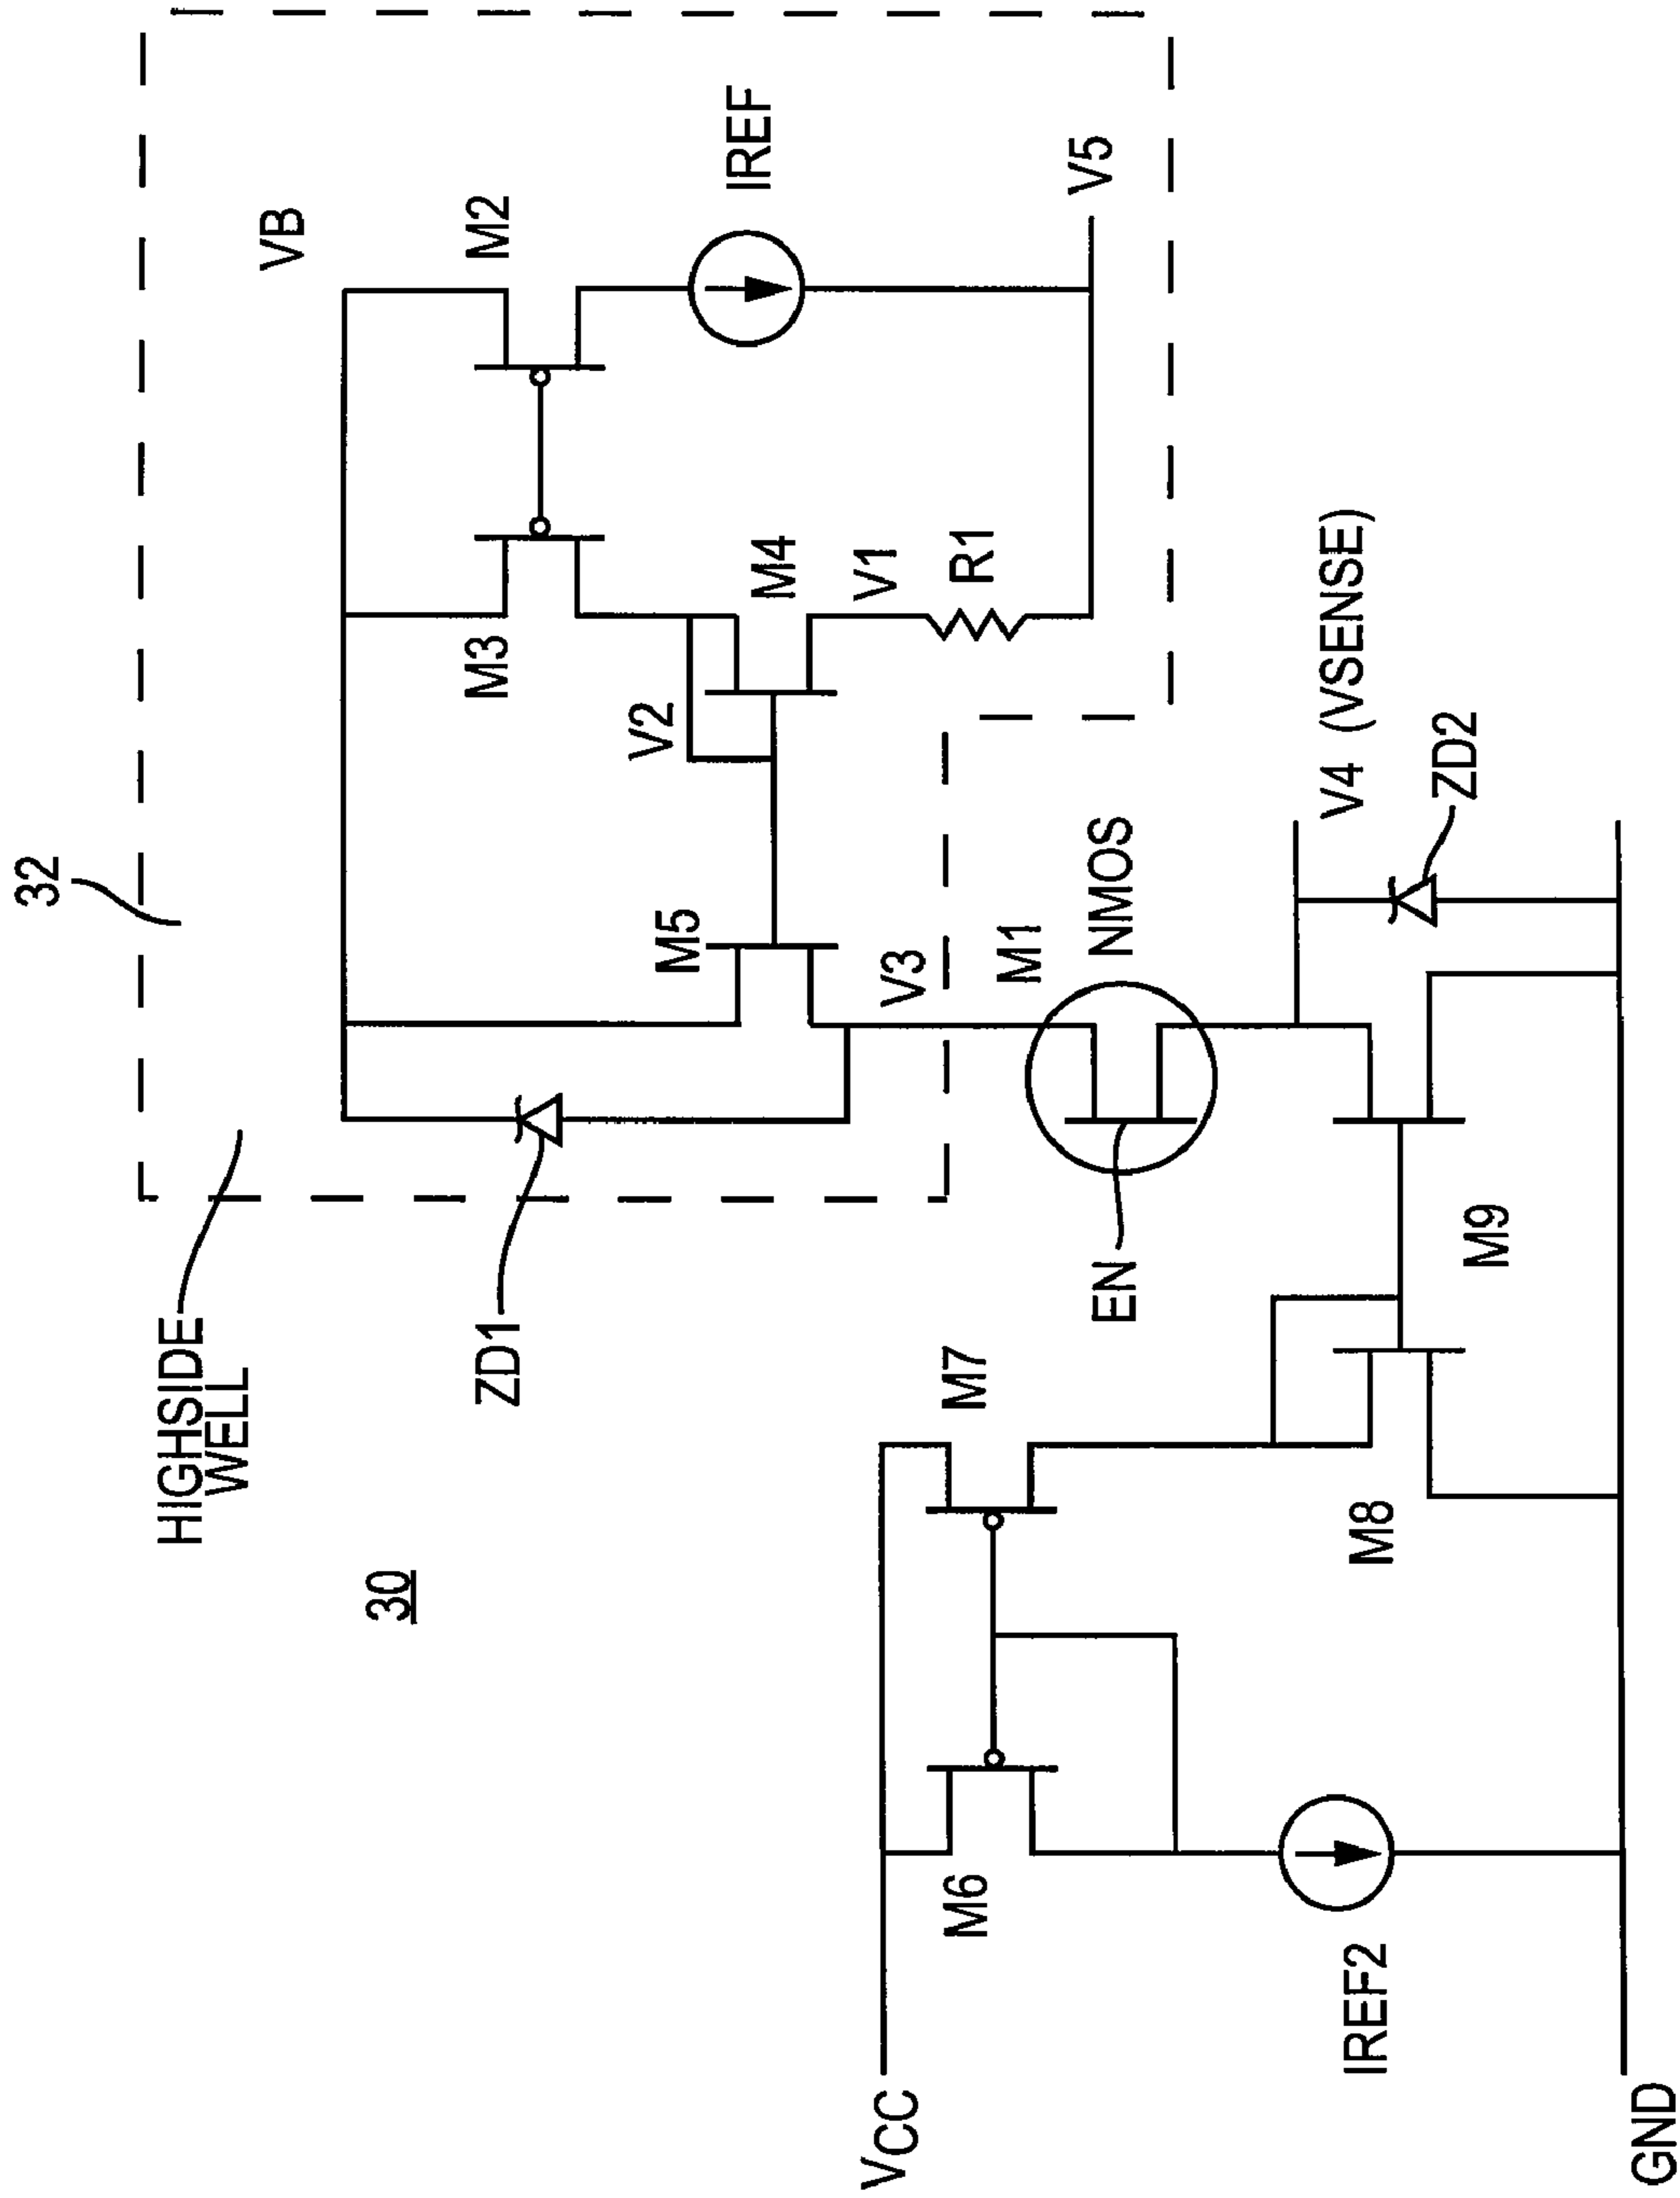 32
HIGHSIDE
WELL
30
VB
M2
M3
IREF
V5
M4
V2
V1
R1
M5
V3
ZD1
M1
NMOS
EN
V4 (VSENSE)
ZD2
M7
M9
M8
M6
IREF2
VCC
GND